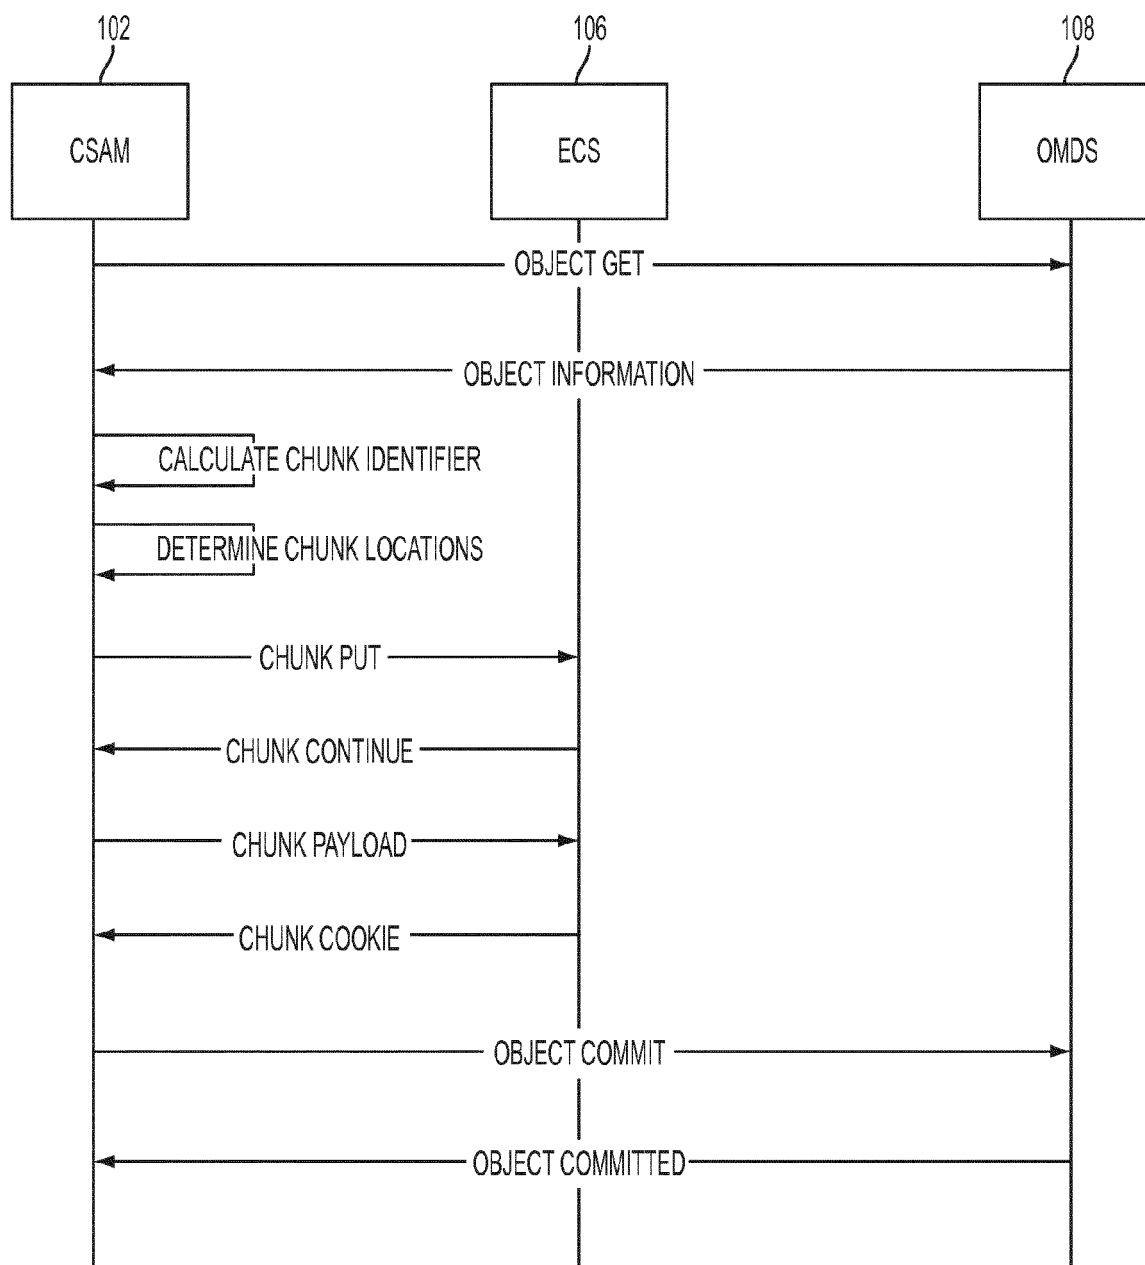 102
106
108
CSAM
ECS
OMDS
OBJECT GET
OBJECT INFORMATION
CALCULATE CHUNK IDENTIFIER
DETERMINE CHUNK LOCATIONS
CHUNK PUT
CHUNK CONTINUE
CHUNK PAYLOAD
CHUNK COOKIE
OBJECT COMMIT
OBJECT COMMITTED